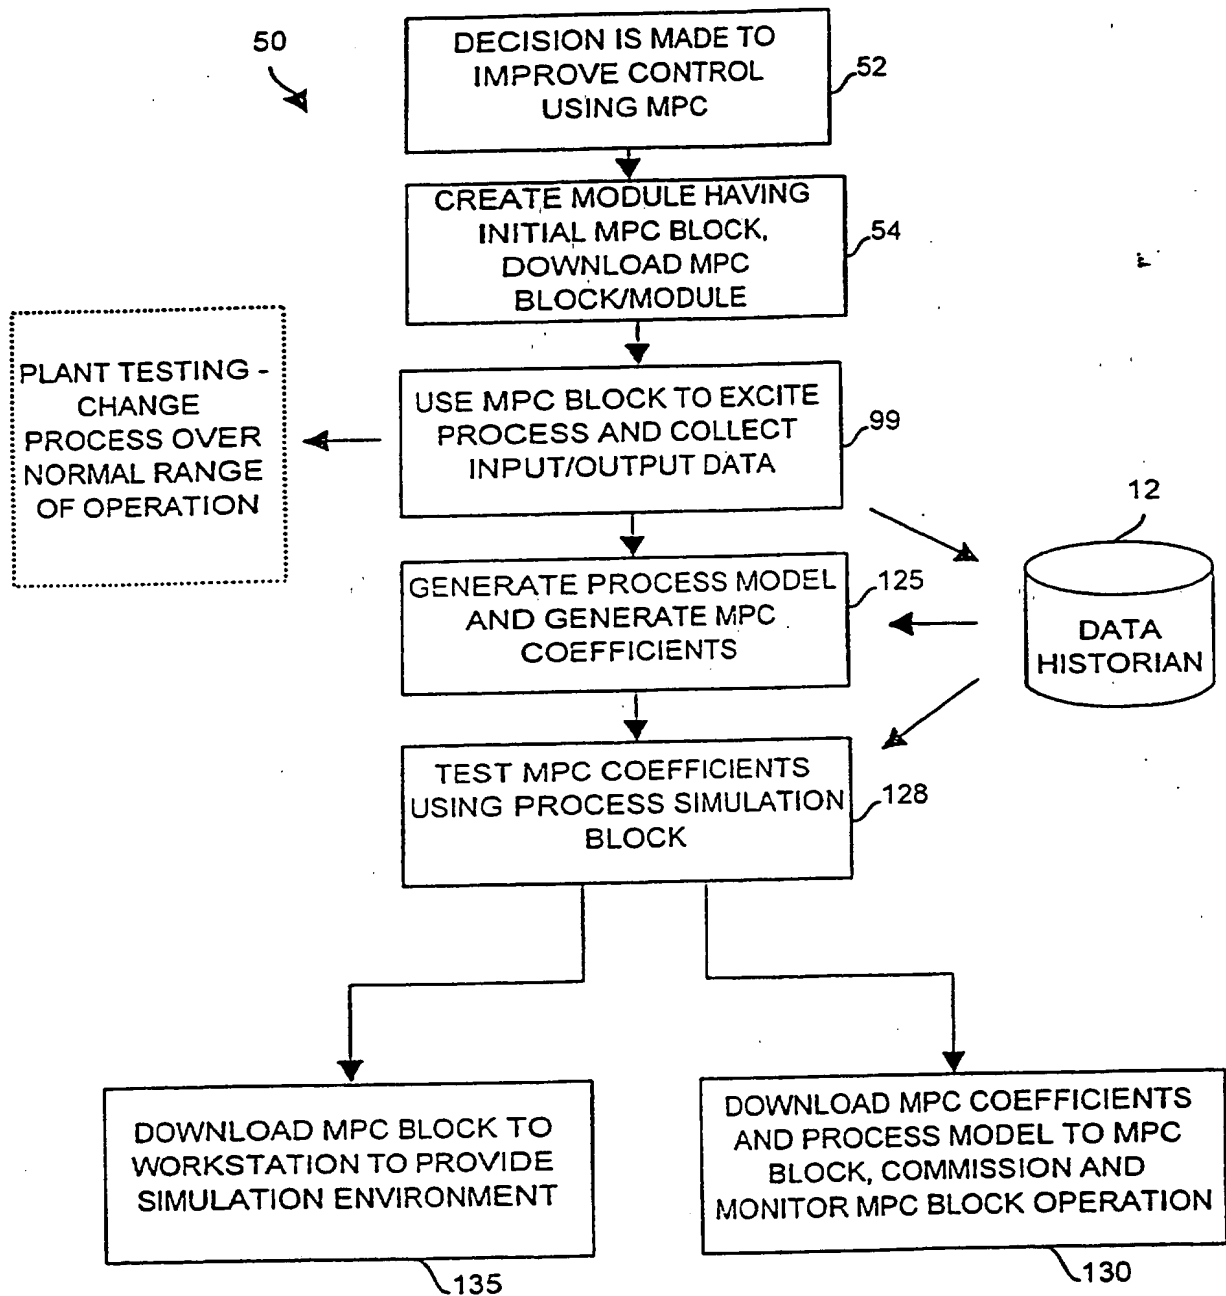 50
DECISION IS MADE TO
IMPROVE CONTROL
USING MPC
52
CREATE MODULE HAVING
INITIAL MPC BLOCK,
DOWNLOAD MPC
BLOCK/MODULE
54
PLANT TESTING -
CHANGE
PROCESS OVER
NORMAL RANGE
OF OPERATION
USE MPC BLOCK TO EXCITE
PROCESS AND COLLECT
INPUT/OUTPUT DATA
99
12
DATA
HISTORIAN
GENERATE PROCESS MODEL
AND GENERATE MPC
COEFFICIENTS
125
TEST MPC COEFFICIENTS
USING PROCESS SIMULATION
BLOCK
128
DOWNLOAD MPC BLOCK TO
WORKSTATION TO PROVIDE
SIMULATION ENVIRONMENT
135
DOWNLOAD MPC COEFFICIENTS
AND PROCESS MODEL TO MPC
BLOCK, COMMISSION AND
MONITOR MPC BLOCK OPERATION
130